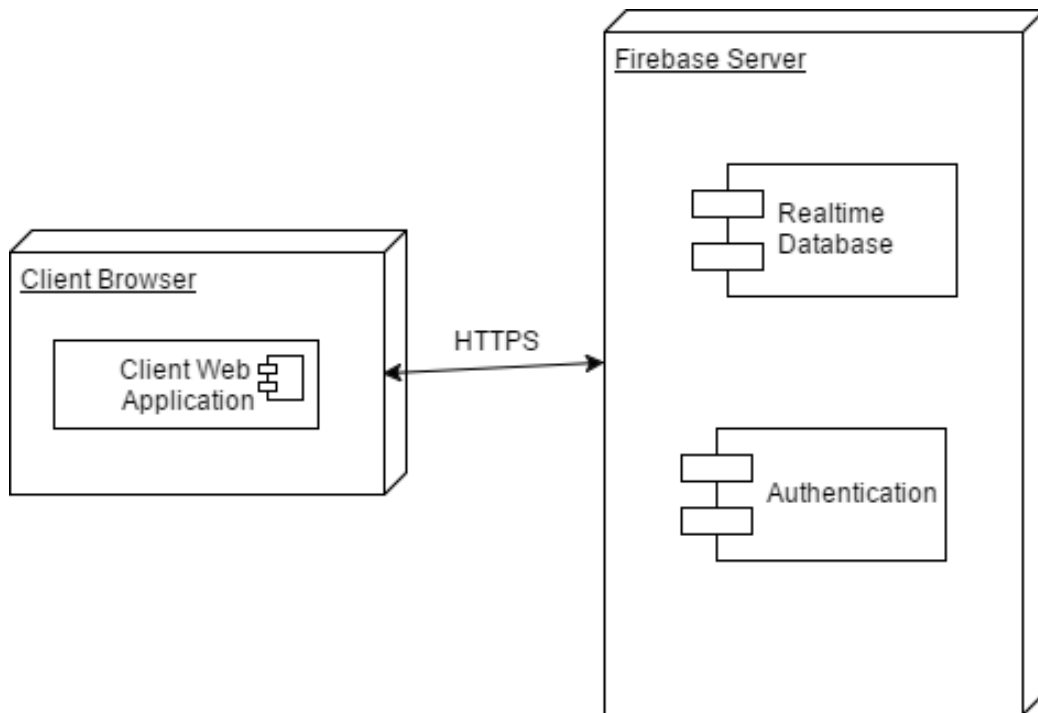 Firebase Server
Realtime
Database
Client Browser
HTTPS
Client Web
Application
Authentication